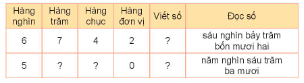 Hàng nghìn Hàng trăm Hàng chục Hàng đơn vị Viết số Đọc số
6 7 4 2 ? sáu nghìn bảy trăm bốn mươi hai
5 ? ? 0 ? năm nghìn sáu trăm ba mươi